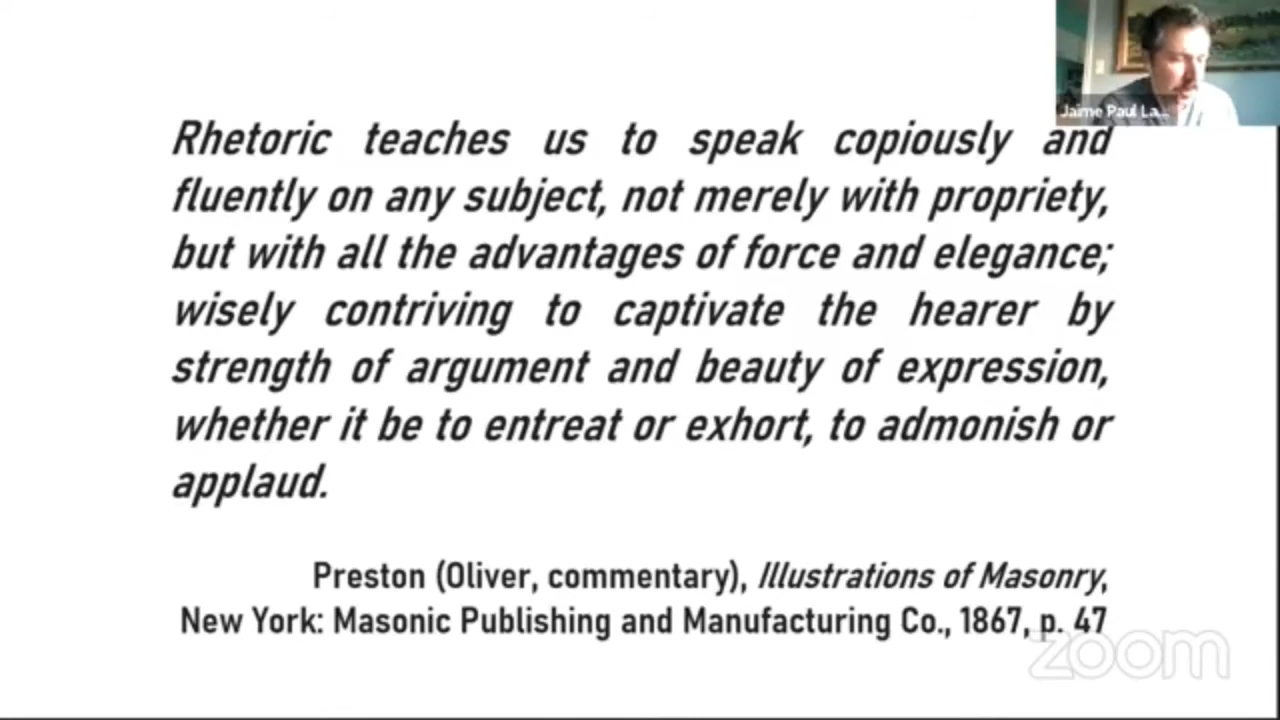 Jaime Paul La...
Rhetoric teaches us to speak copiously and
fluently on any subject, not merely with propriety,
but with all the advantages of force and elegance;
wisely contriving to captivate the hearer by
strength of argument and beauty of expression,
whether it be to entreat or exhort, to admonish or
applaud.
Preston (Oliver, commentary), Illustrations of Masonry,
New York: Masonic Publishing and Manufacturing Co., 1867, p. 47
zoom